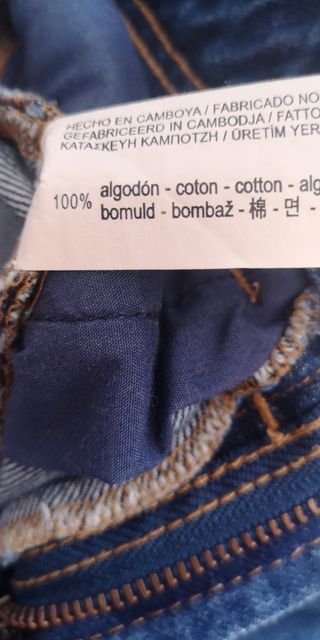 HECHO EN CAMBOYA / FABRICADO NO
GEFABRICEERD IN CAMBODJA / FATTO
ΚΑΤΑΣΚΕΥΗ ΚΑΜΠΟΤΖΗ / ÜRETİM YER
100% algodón - coton - cotton - alg
bomuld - bombaž - 棉 - 면 -